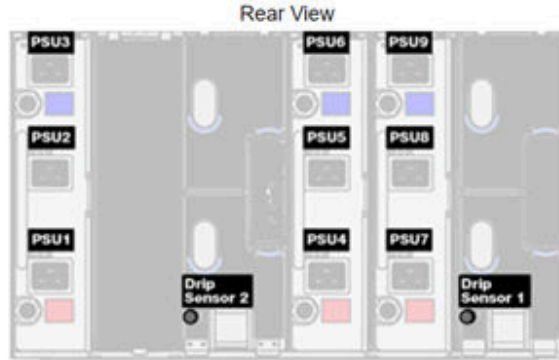 Rear View
PSU3
PSU6
PSU9
PSU2
PSU5
PSU8
PSU1
PSU4
PSU7
Drip
Sensor 2
Drip
Sensor 1